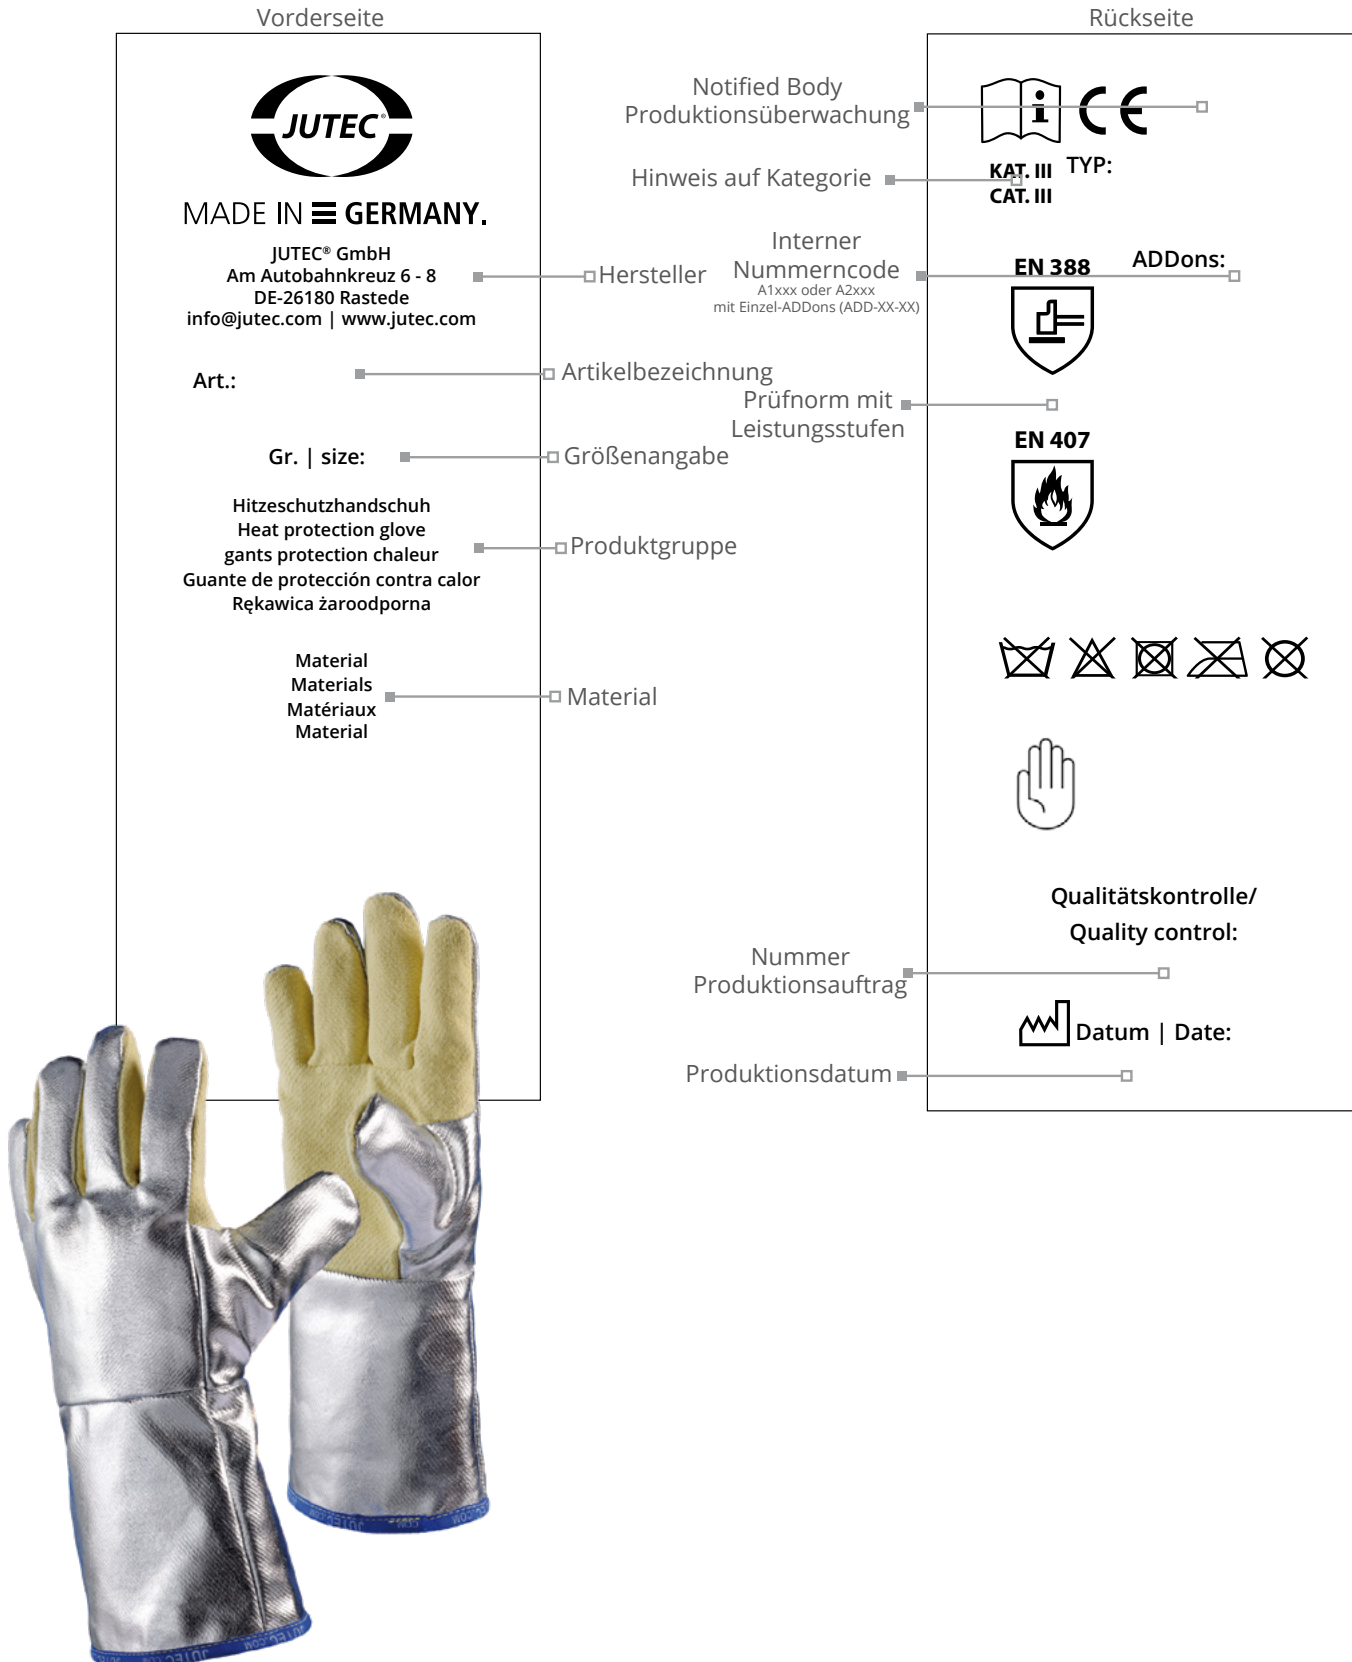 Vorderseite
JUTEC®
MADE IN GERMANY.
JUTEC® GmbH
Am Autobahnkreuz 6 - 8
DE-26180 Rastede
info@jutec.com | www.jutec.com
Hersteller
Art.:
Artikelbezeichnung
Gr. | size:
Größenangabe
Hitzeschutzhandschuh
Heat protection glove
gants protection chaleur
Guante de protección contra calor
Rękawica żaroodporna
Produktgruppe
Material
Materials
Matériaux
Material
Material
Rückseite
Notified Body
Produktionsüberwachung
i CE
Hinweis auf Kategorie
KAT. III TYP:
CAT. III
Interner
Nummerncode
A1xxx oder A2xxx
mit Einzel-ADDons (ADD-XX-XX)
EN 388 ADDons:
Prüfnorm mit
Leistungsstufen
EN 407
Qualitätskontrolle/
Quality control:
Nummer
Produktionsauftrag
Datum | Date:
Produktionsdatum
JUTEC.COM
JUTEC.COM